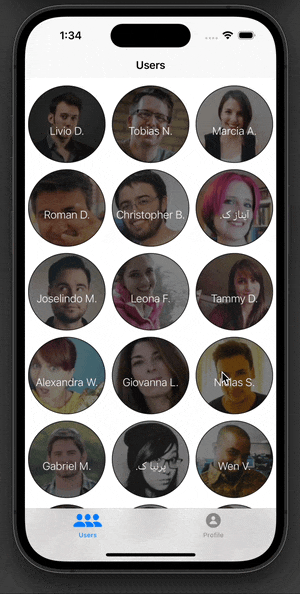 1:34
Users
Livio D.
Tobias N.
Marcia A.
Roman D.
Christopher B.
آیناز ک.
Joselindo M.
Leona F.
Tammy D.
Alexandra W.
Giovanna L.
Niklas S.
Gabriel M.
پرنیا ک.
Wen V.
Users
Profile